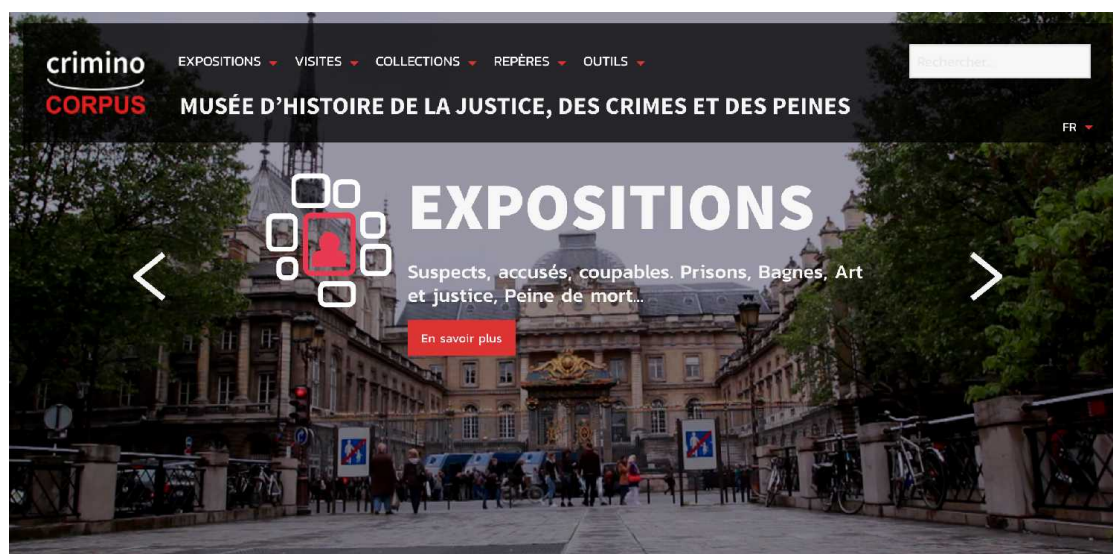 crimino
CORPUS
EXPOSITIONS VISITES COLLECTIONS REPÈRES OUTILS
Rechercher...
MUSÉE D'HISTOIRE DE LA JUSTICE, DES CRIMES ET DES PEINES
FR
EXPOSITIONS
Suspects, accusés, coupables. Prisons, Bagnes, Art
et justice, Peine de mort...
En savoir plus